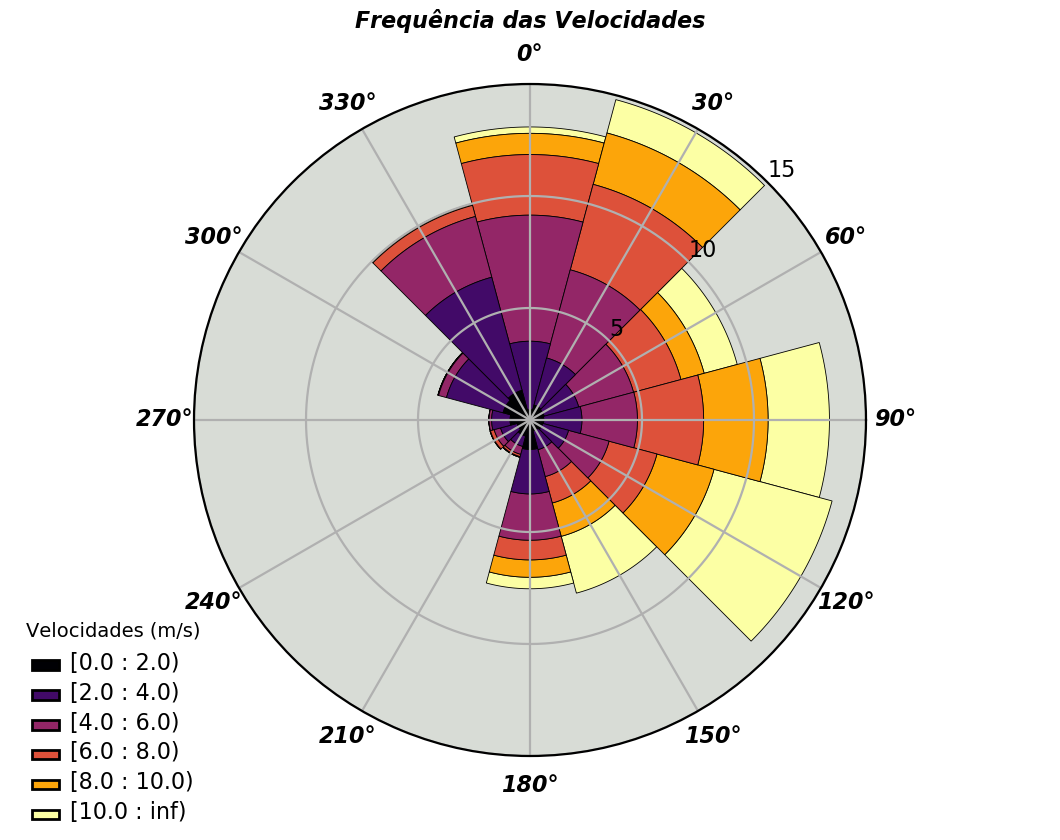 Frequência das Velocidades
0°
330°
30°
15
300°
60°
10
5
270°
90°
240°
120°
210°
150°
180°
Velocidades (m/s)
[0.0 : 2.0)
[2.0 : 4.0)
[4.0 : 6.0)
[6.0 : 8.0)
[8.0 : 10.0)
[10.0 : inf)